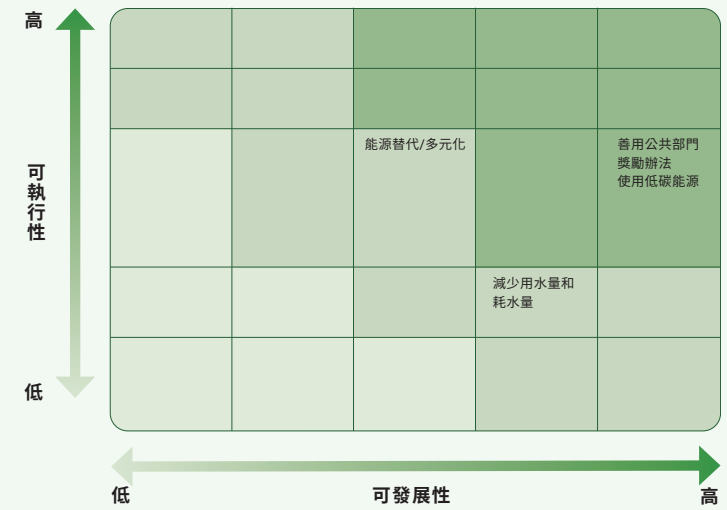 高
可執行性
能源替代/多元化
善用公共部門
獎勵辦法
使用低碳能源
減少用水量和
耗水量
低
低
可發展性
高